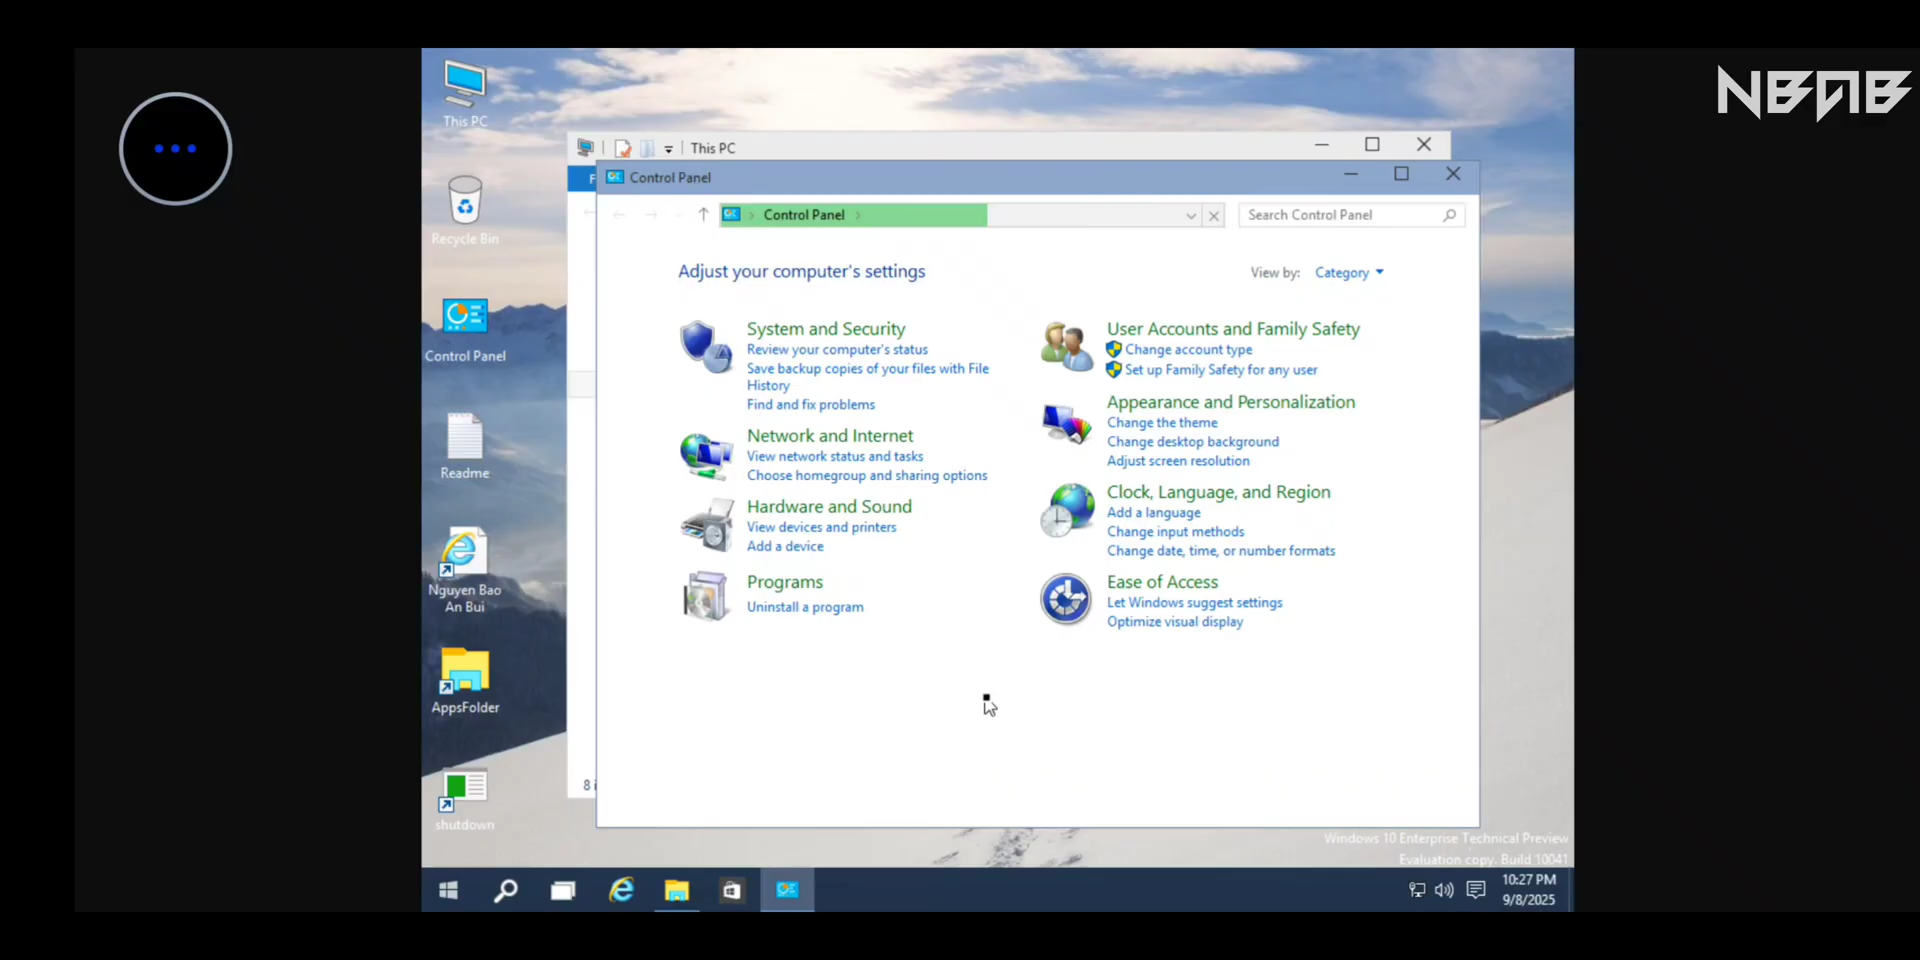 NBAB
This PC
Recycle Bin
Control Panel
Readme
Nguyen Bao
An Bui
AppsFolder
shutdown
This PC
F
Control Panel
Control Panel
Search Control Panel
Adjust your computer's settings
View by: Category
System and Security
Review your computer's status
Save backup copies of your files with File
History
Find and fix problems
Network and Internet
View network status and tasks
Choose homegroup and sharing options
Hardware and Sound
View devices and printers
Add a device
Programs
Uninstall a program
User Accounts and Family Safety
Change account type
Set up Family Safety for any user
Appearance and Personalization
Change the theme
Change desktop background
Adjust screen resolution
Clock, Language, and Region
Add a language
Change input methods
Change date, time, or number formats
Ease of Access
Let Windows suggest settings
Optimize visual display
8 i
Windows 10 Enterprise Technical Preview
Evaluation copy. Build 10041
10:27 PM
9/8/2025